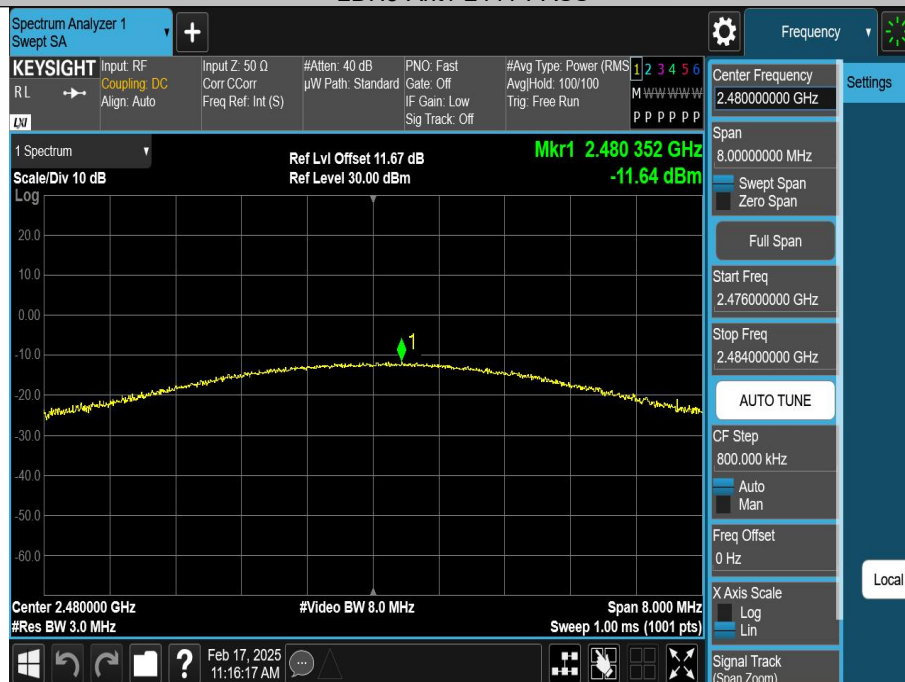 Spectrum Analyzer 1
Swept SA
+
Frequency
KEYSIGHT
RL
LXI
Input: RF
Coupling: DC
Align: Auto
Input Z: 50 Ω
Corr CCorr
Freq Ref: Int (S)
#Atten: 40 dB
µW Path: Standard
PNO: Fast
Gate: Off
IF Gain: Low
Sig Track: Off
#Avg Type: Power (RMS
Avg|Hold: 100/100
Trig: Free Run
1 2 3 4 5 6
M W W W W W
P P P P P P
1 Spectrum
Scale/Div 10 dB
Log
Ref Lvl Offset 11.67 dB
Ref Level 30.00 dBm
Mkr1 2.480 352 GHz
-11.64 dBm
20.0
10.0
0.00
-10.0
-20.0
-30.0
-40.0
-50.0
-60.0
1
Center 2.480000 GHz
#Res BW 3.0 MHz
#Video BW 8.0 MHz
Span 8.000 MHz
Sweep 1.00 ms (1001 pts)
?
Feb 17, 2025
11:16:17 AM
Center Frequency
2.480000000 GHz
Span
8.00000000 MHz
Swept Span
Zero Span
Full Span
Start Freq
2.476000000 GHz
Stop Freq
2.484000000 GHz
AUTO TUNE
CF Step
800.000 kHz
Auto
Man
Freq Offset
0 Hz
X Axis Scale
Log
Lin
Signal Track
(Span Zoom)
Settings
Local